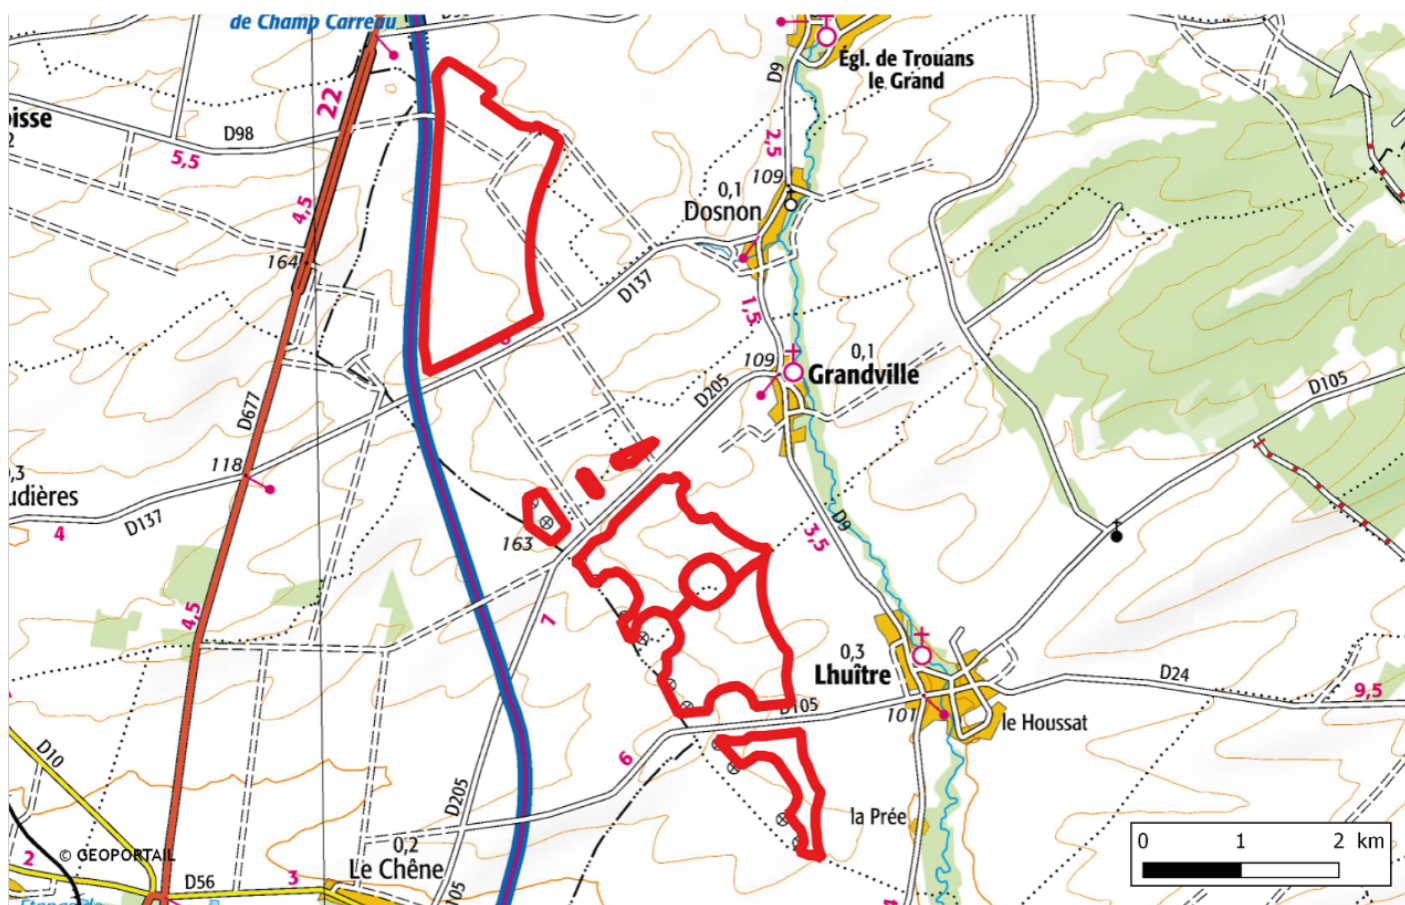 de Champ Carreau
Égl. de Trouans
le Grand
D9
22
D98
5,5
2,5
4,5
109
0,1
Dosnon
164
D137
1,5
109
0,1
Grandville
D205
D105
D677
118
D137
4
163
3,5
D9
7
4,5
0,3
Lhuître
D24
9,5
D105
101
le Houssat
6
D10
D205
la Prée
0 1 2 km
© GEOPORTAIL
0,2
Le Chêne
2
D56
3